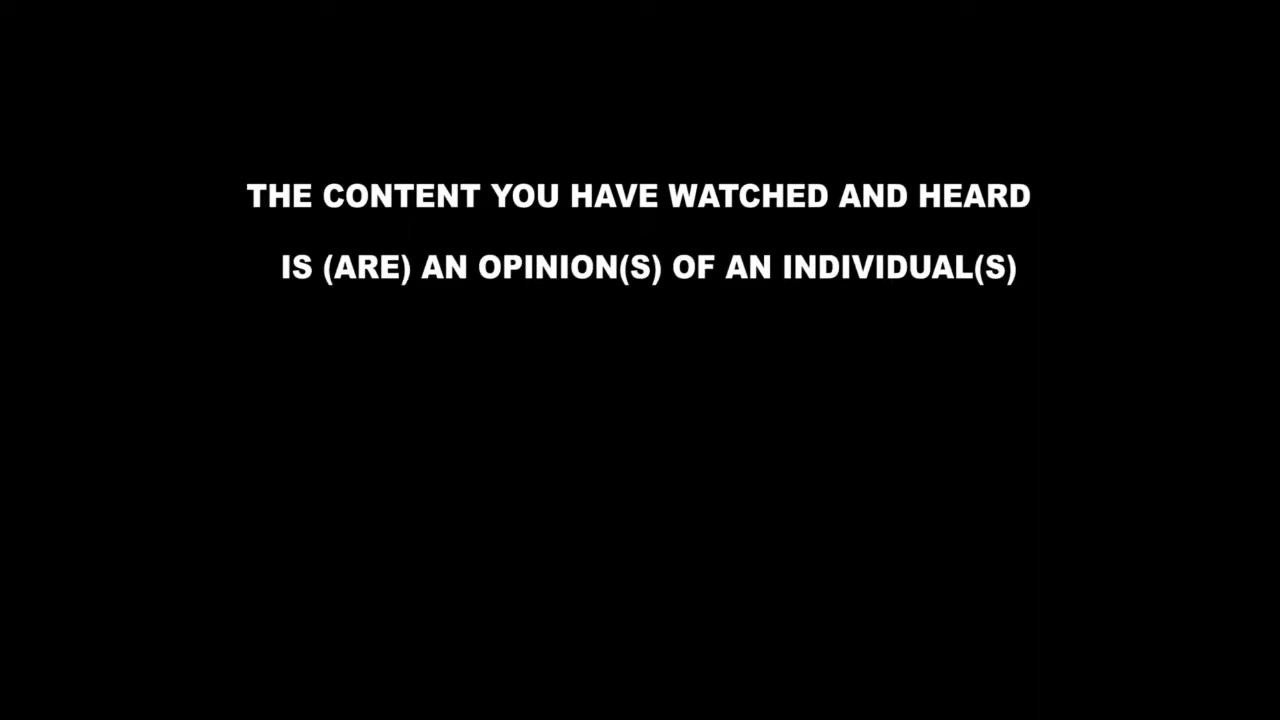 THE CONTENT YOU HAVE WATCHED AND HEARD
IS (ARE) AN OPINION(S) OF AN INDIVIDUAL(S)